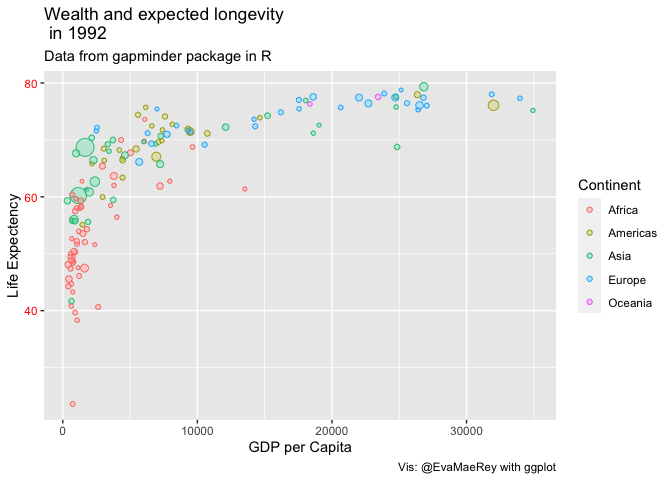 Wealth and expected longevity
in 1992
Data from gapminder package in R
80
60
40
Life Expectency
0
10000
20000
30000
GDP per Capita
Continent
Africa
Americas
Asia
Europe
Oceania
Vis: @EvaMaeRey with ggplot